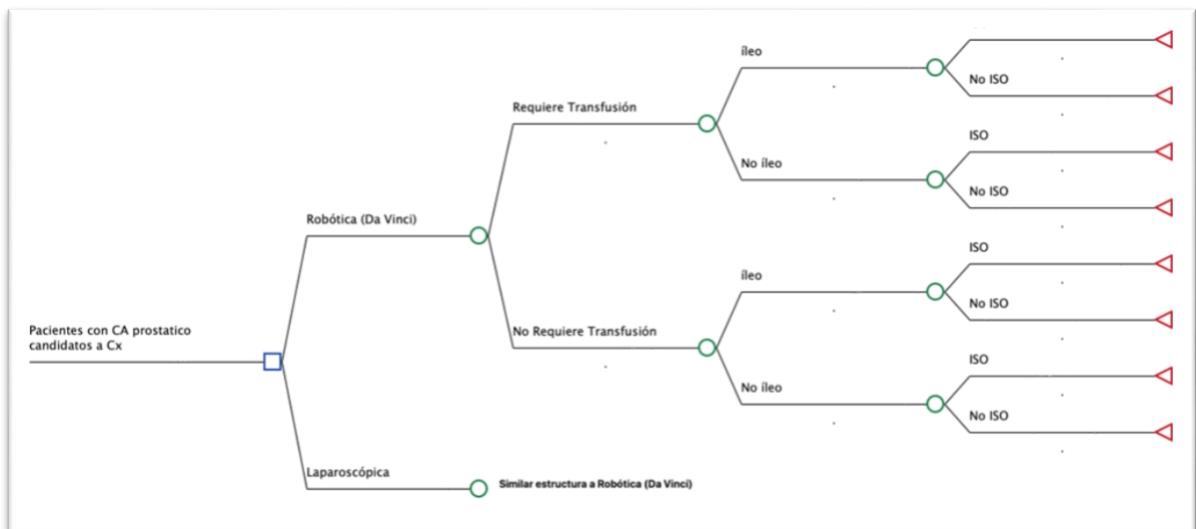 íleo
No ISO
Requiere Transfusión
ISO
No íleo
No ISO
Robótica (Da Vinci)
ISO
íleo
No ISO
Pacientes con CA prostatico
candidatos a Cx
No Requiere Transfusión
ISO
No íleo
No ISO
Laparoscópica
Similar estructura a Robótica (Da Vinci)